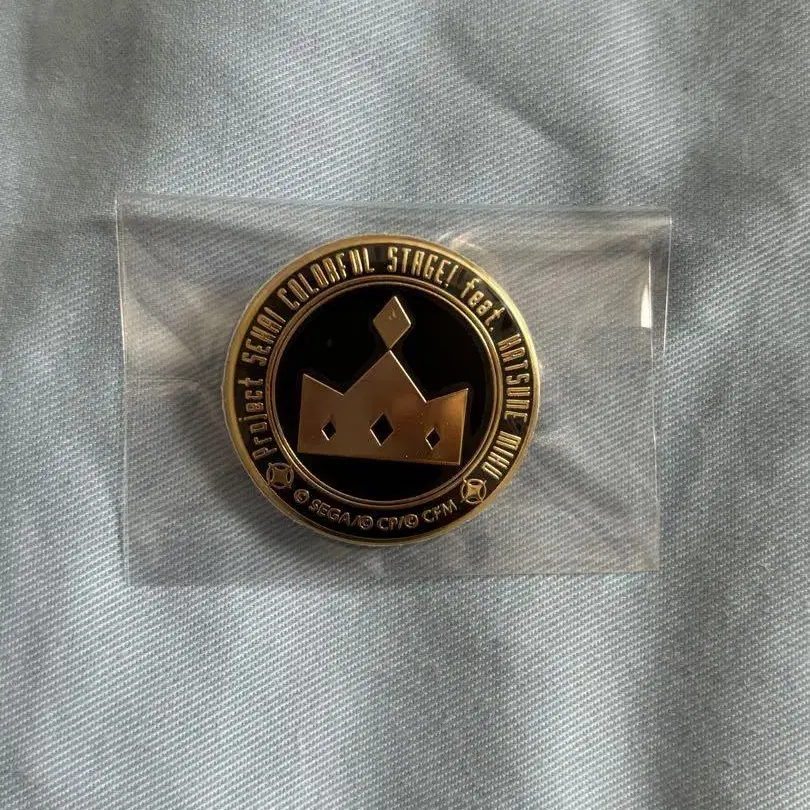 Project SEKAI COLORFUL STAGE! feat. HATSUNE MIKU
© SEGA/© CP/© CFM